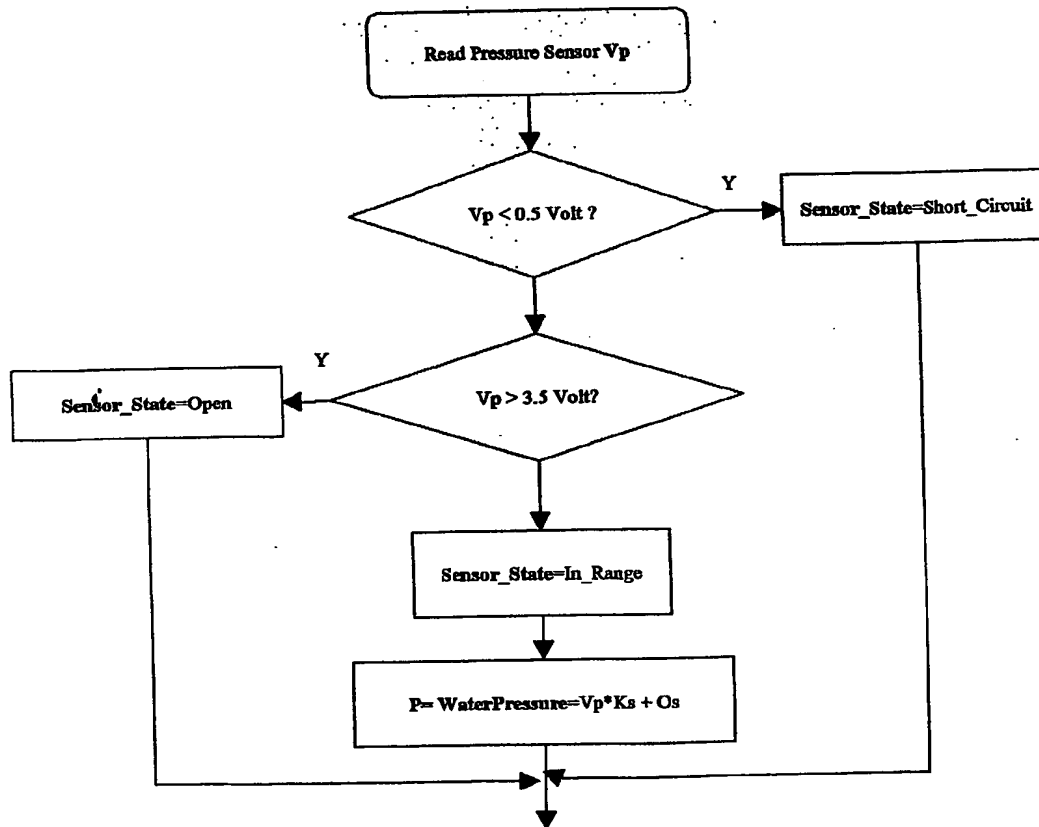 Read Pressure Sensor Vp
Vp < 0.5 Volt ?
Y
Sensor_State=Short_Circuit
Vp > 3.5 Volt?
Y
Sensor_State=Open
Sensor_State=In_Range
P= WaterPressure=Vp*Ks + Os